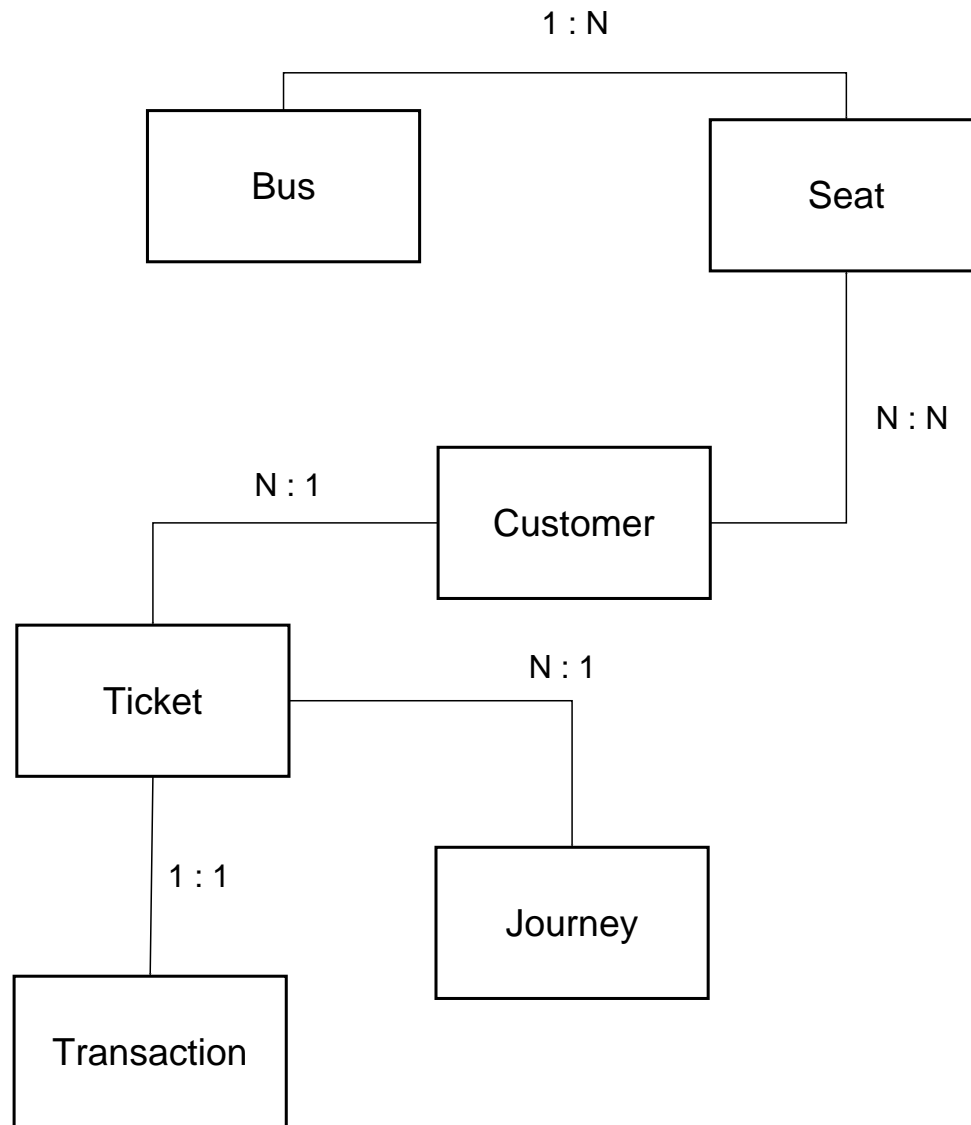 1 : N
Bus
Seat
N : N
N : 1
Customer
N : 1
Ticket
1 : 1
Journey
Transaction